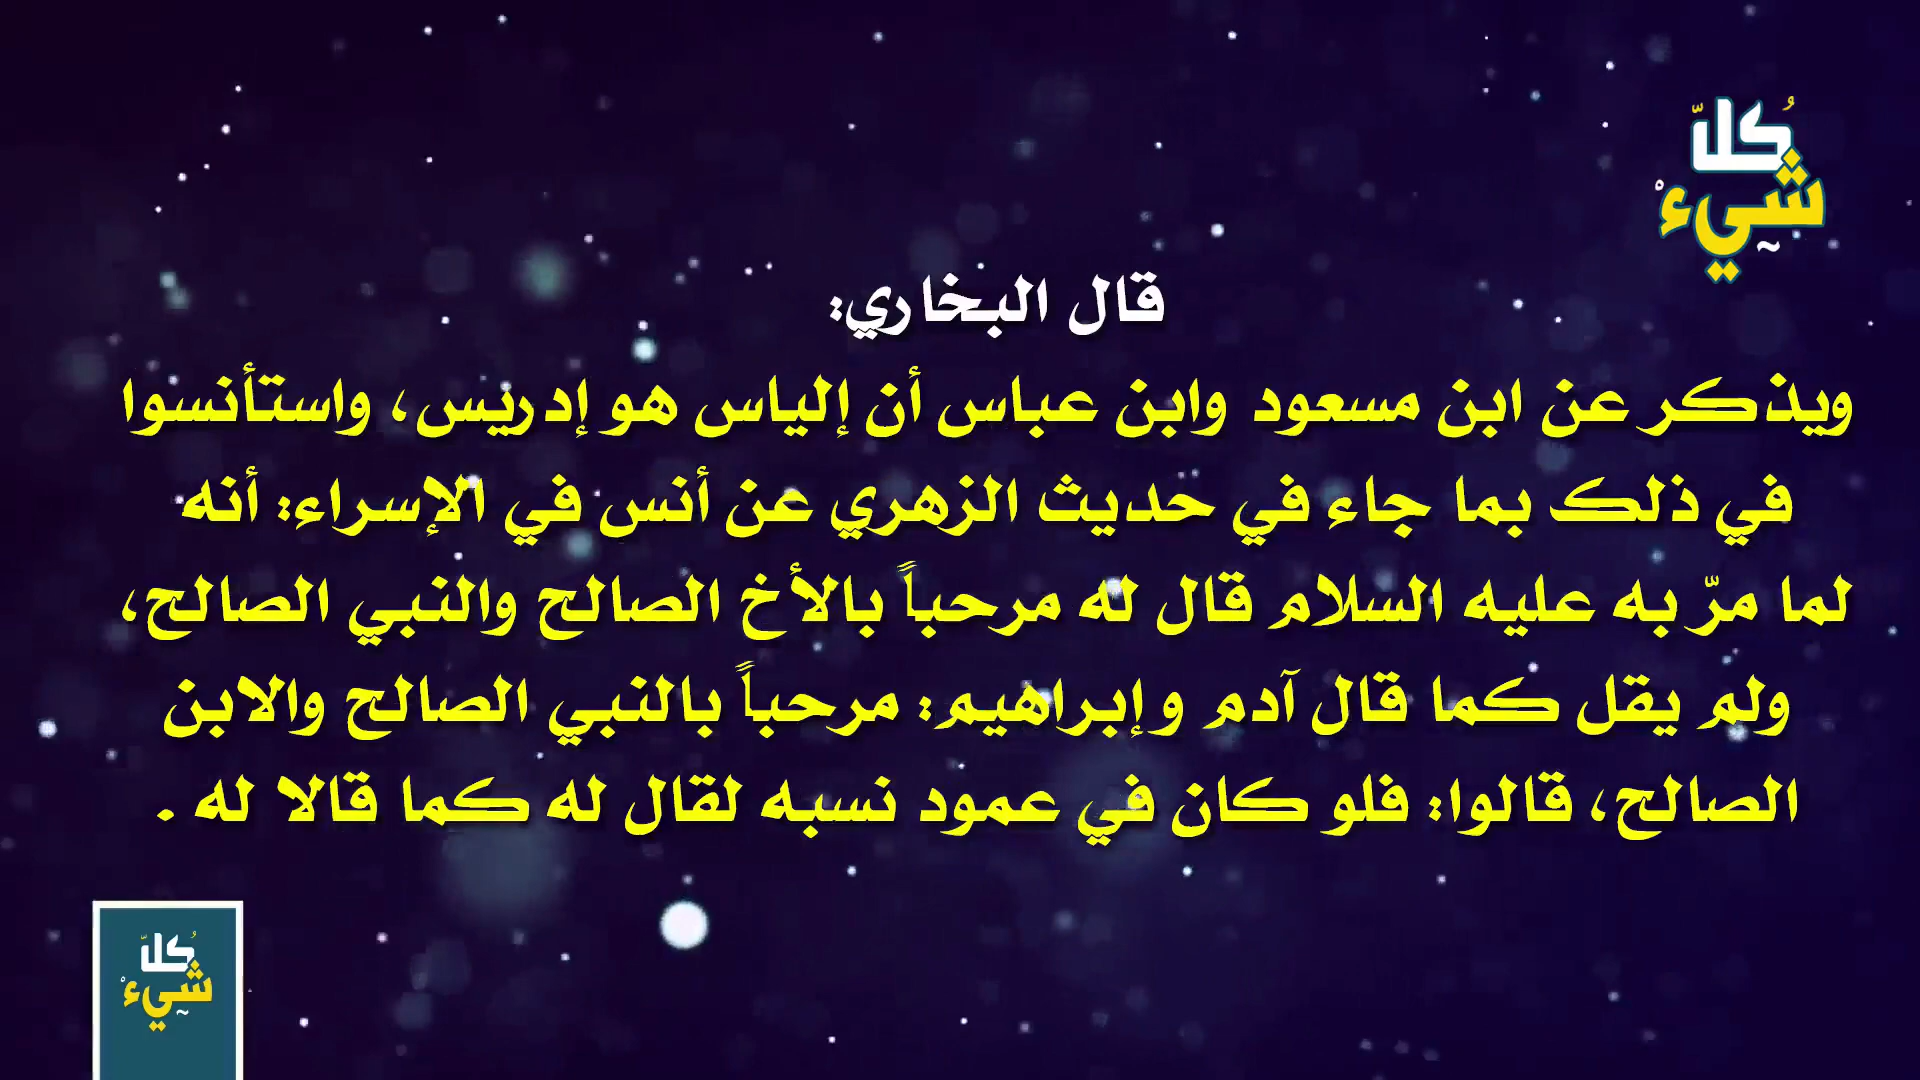 كُلّ
شيءْ
قال البخاري:
ويذكر عن ابن مسعود وابن عباس أن إلياس هو إدريس، واستأنسوا
في ذلك بما جاء في حديث الزهري عن أنس في الإسراء: أنه
لما مرّ به عليه السلام قال له مرحباً بالأخ الصالح والنبي الصالح،
ولم يقل كما قال آدم وإبراهيم: مرحباً بالنبي الصالح والابن
الصالح، قالوا: فلو كان في عمود نسبه لقال له كما قالا له .
كُلّ
شيءْ